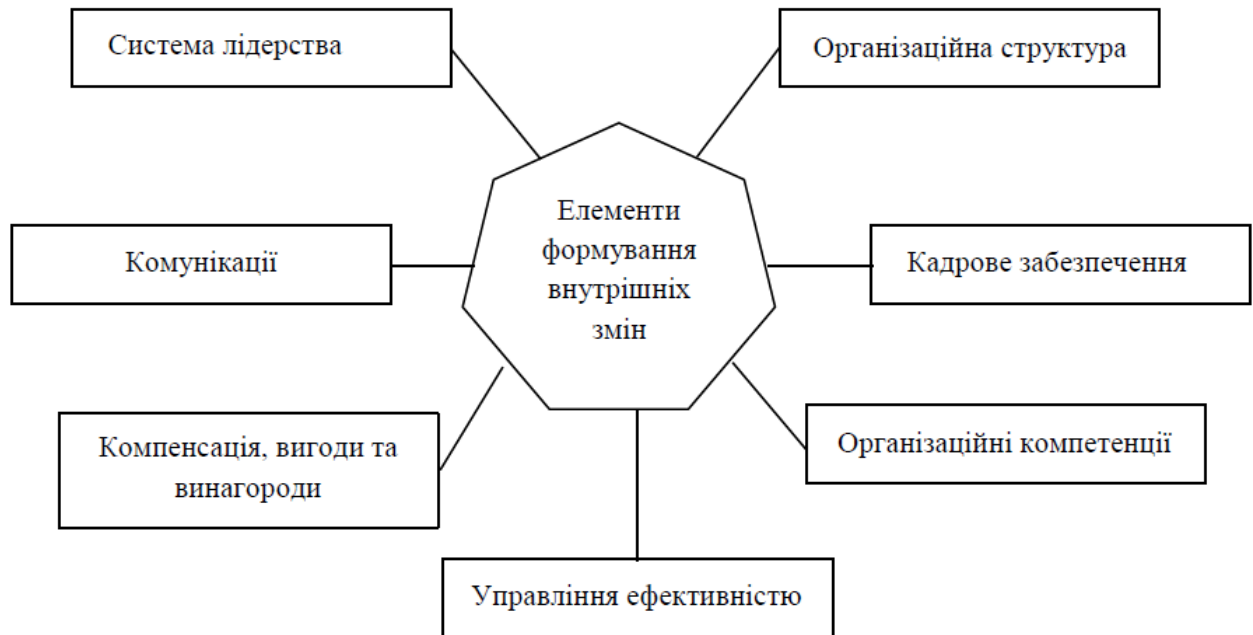 Система лідерства
Організаційна структура
Елементи
формування
внутрішніх
змін
Комунікації
Кадрове забезпечення
Компенсація, вигоди та
винагороди
Організаційні компетенції
Управління ефективністю